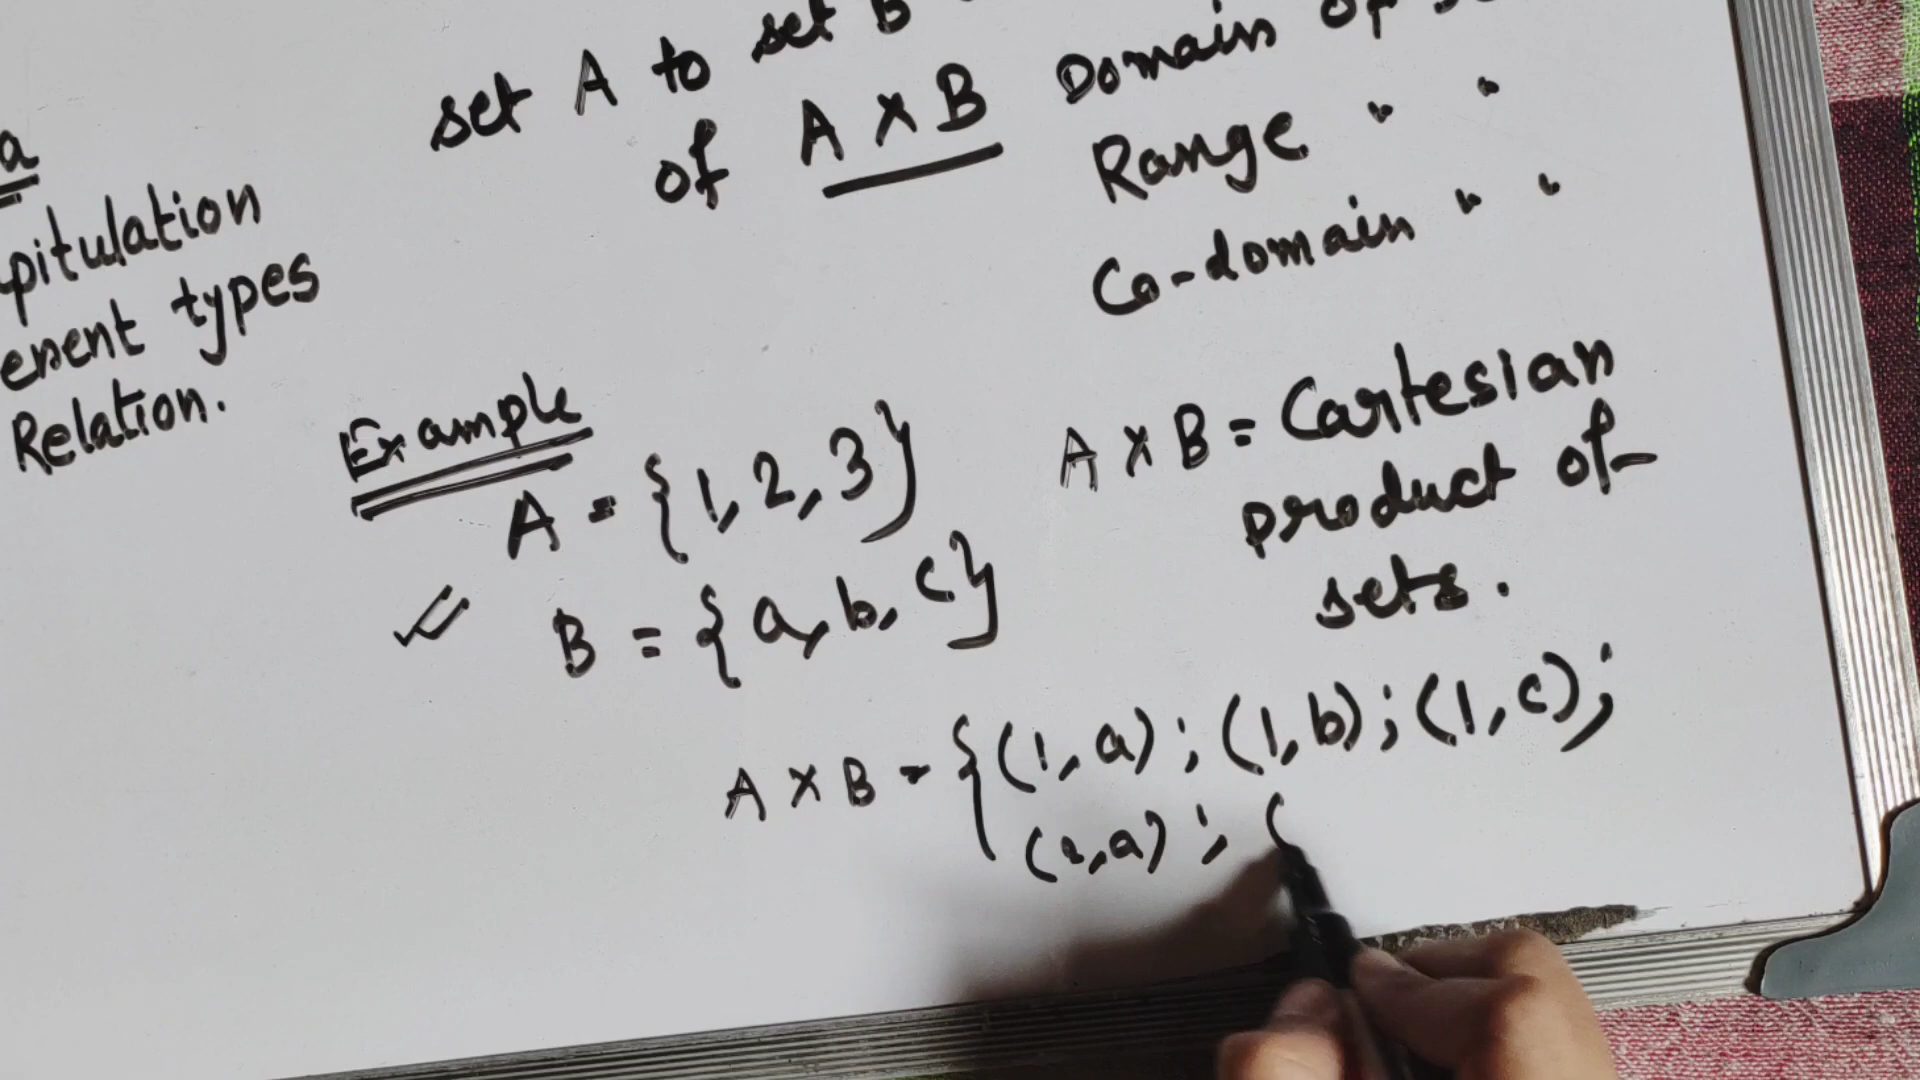 set A to set B
of A × B
Domain of
Range " "
Co-domain " "
a
pitulation
erent types
Relation.
Example
A = {1, 2, 3}
B = {a, b, c}
A × B = Cartesian
product of
sets.
A × B = {(1, a) ; (1, b) ; (1, c) ;
(2, a) ; (